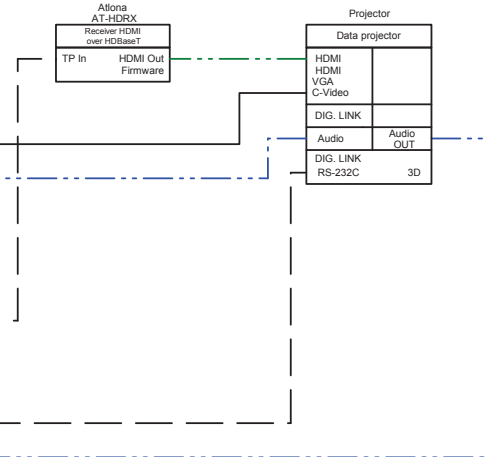 Atlona
AT-HDRX
Receiver HDMI
over HDBaseT
TP In HDMI Out
Firmware
Projector
Data projector
HDMI
HDMI
VGA
C-Video
DIG. LINK
Audio Audio
OUT
DIG. LINK
RS-232C 3D